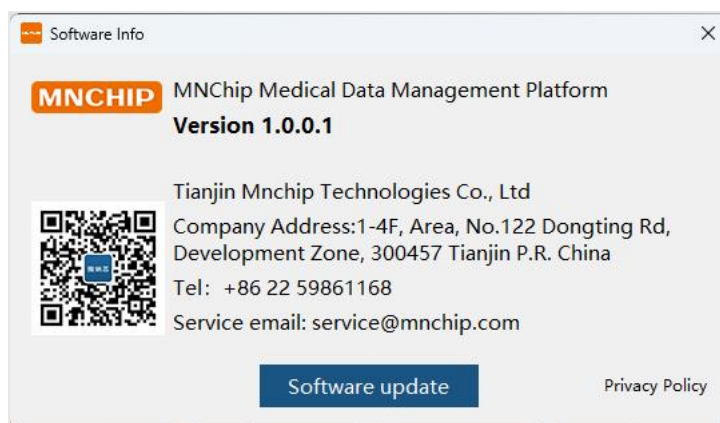 Software Info
MNCHIP
MNChip Medical Data Management Platform
Version 1.0.0.1
Tianjin Mnchip Technologies Co., Ltd
Company Address:1-4F, Area, No.122 Dongting Rd,
Development Zone, 300457 Tianjin P.R. China
Tel: +86 22 59861168
Service email: service@mnchip.com
Software update
Privacy Policy